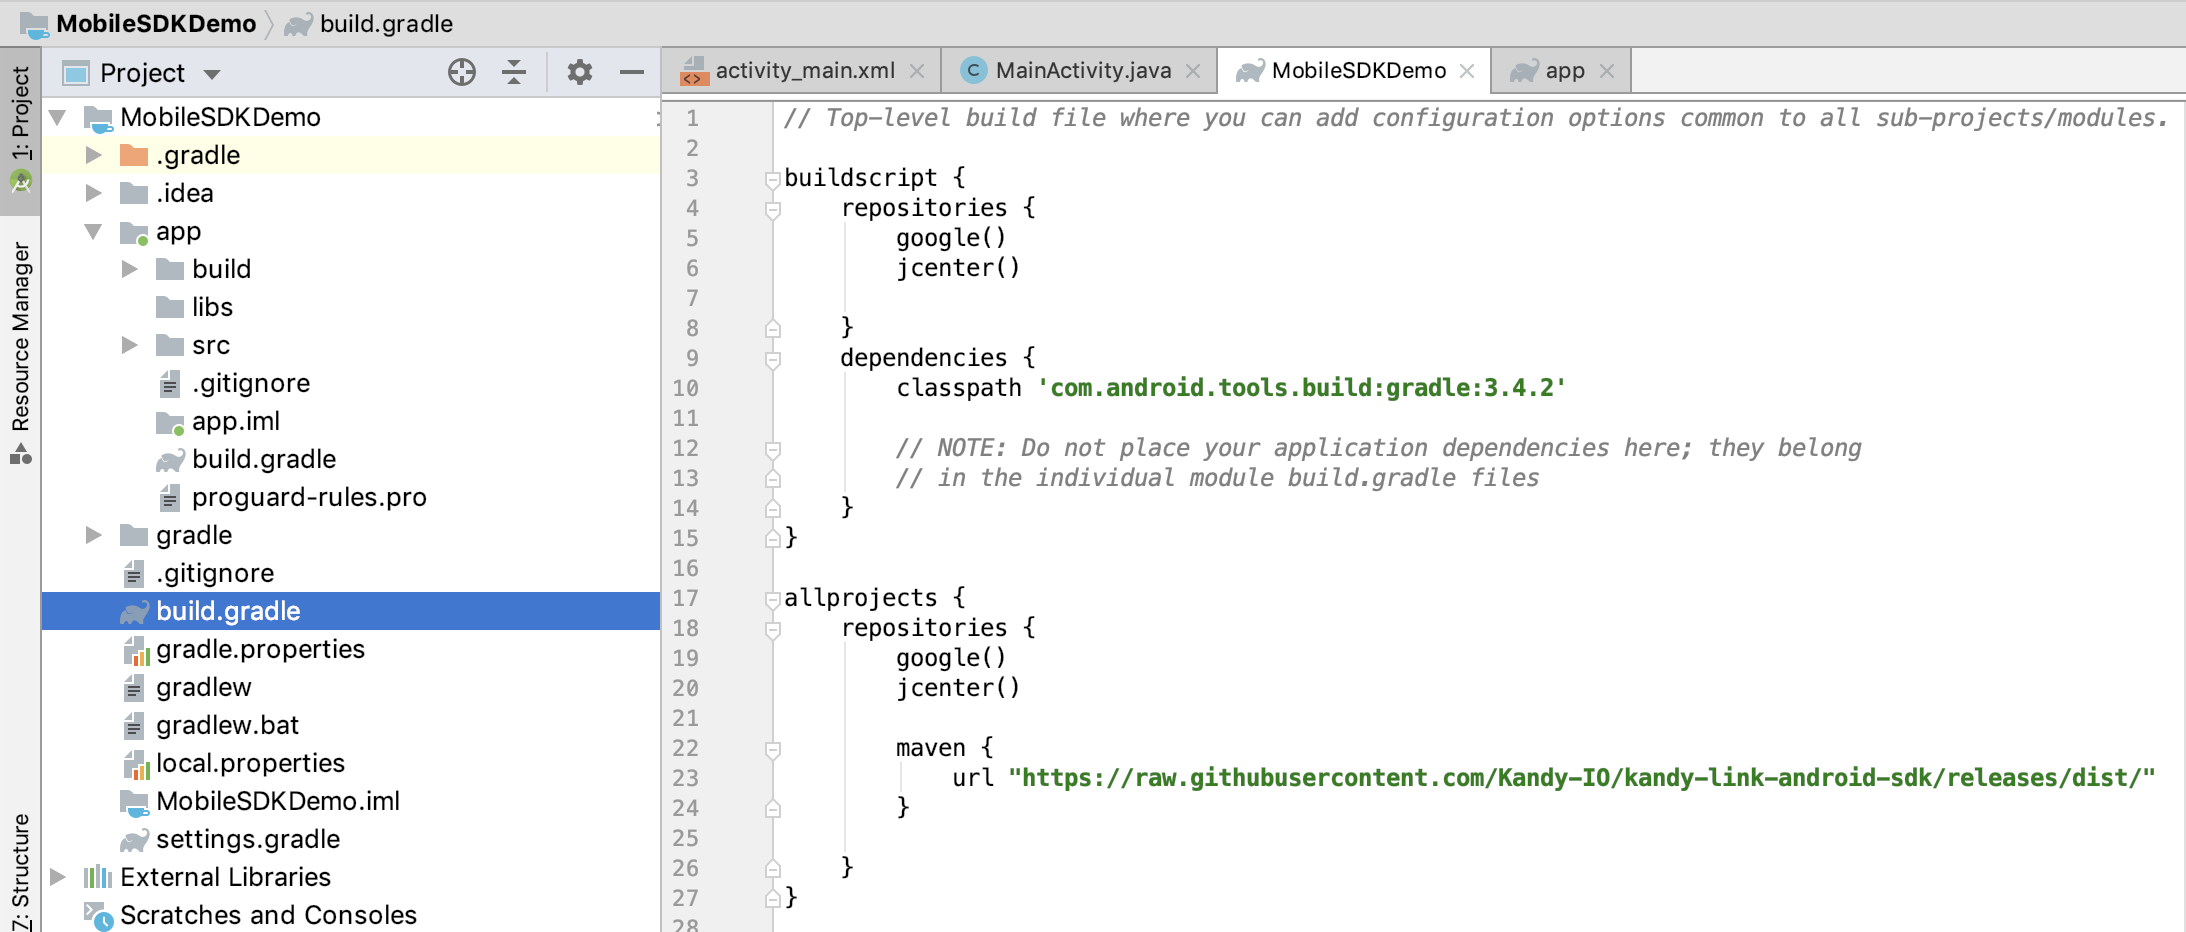 MobileSDKDemo build.gradle
1: Project
Resource Manager
7: Structure
Project
MobileSDKDemo
.gradle
.idea
app
build
libs
src
.gitignore
app.iml
build.gradle
proguard-rules.pro
gradle
.gitignore
build.gradle
gradle.properties
gradlew
gradlew.bat
local.properties
MobileSDKDemo.iml
settings.gradle
External Libraries
Scratches and Consoles
activity_main.xml MainActivity.java MobileSDKDemo app
1 // Top-level build file where you can add configuration options common to all sub-projects/modules.
2
3 buildscript {
4     repositories {
5         google()
6         jcenter()
7
8     }
9     dependencies {
10         classpath 'com.android.tools.build:gradle:3.4.2'
11
12         // NOTE: Do not place your application dependencies here; they belong
13         // in the individual module build.gradle files
14     }
15 }
16
17 allprojects {
18     repositories {
19         google()
20         jcenter()
21
22         maven {
23             url "https://raw.githubusercontent.com/Kandy-IO/kandy-link-android-sdk/releases/dist/"
24         }
25
26     }
27 }
28